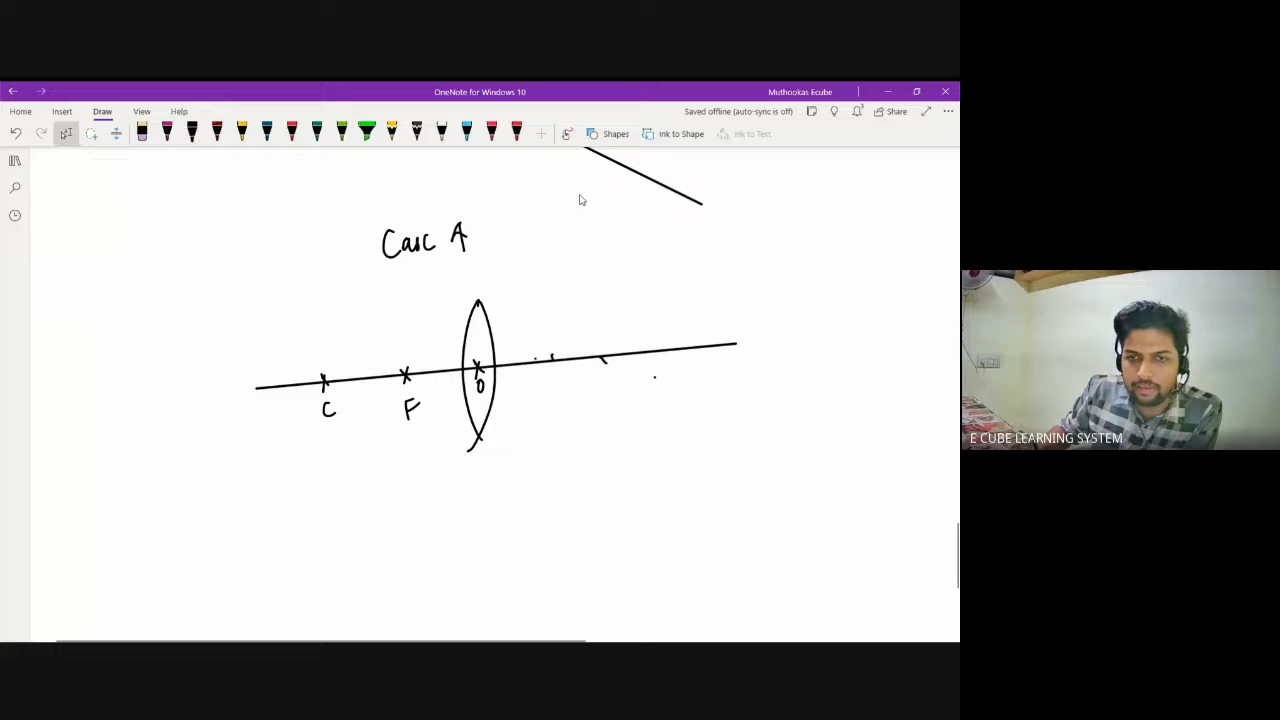 OneNote for Windows 10
Muthookas Ecube
Home Insert Draw View Help
Saved offline (auto-sync is off)
Share
Shapes
Ink to Shape
Ink to Text
Case A
C F O
E CUBE LEARNING SYSTEM